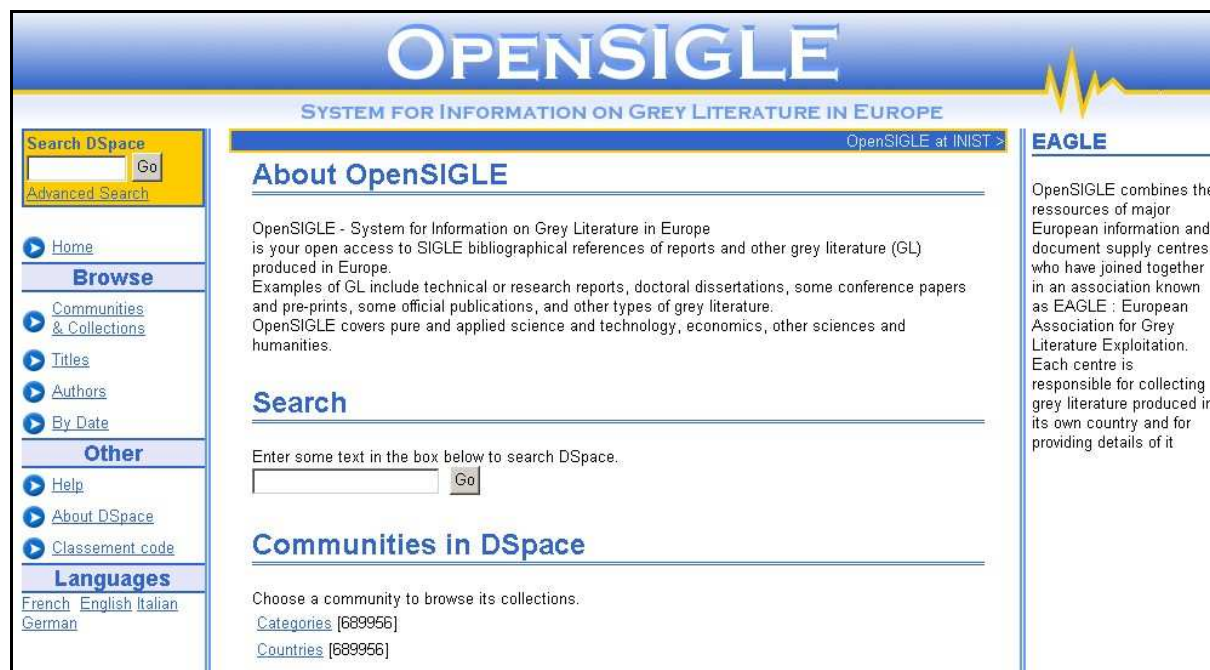 OPENSIGLE
SYSTEM FOR INFORMATION ON GREY LITERATURE IN EUROPE
Search DSpace
Go
Advanced Search
Home
Browse
Communities
& Collections
Titles
Authors
By Date
Other
Help
About DSpace
Classement code
Languages
French English Italian
German
OpenSIGLE at INIST >
About OpenSIGLE
OpenSIGLE - System for Information on Grey Literature in Europe
is your open access to SIGLE bibliographical references of reports and other grey literature (GL)
produced in Europe.
Examples of GL include technical or research reports, doctoral dissertations, some conference papers
and pre-prints, some official publications, and other types of grey literature.
OpenSIGLE covers pure and applied science and technology, economics, other sciences and
humanities.
Search
Enter some text in the box below to search DSpace.
Go
Communities in DSpace
Choose a community to browse its collections.
Categories [689956]
Countries [689956]
EAGLE
OpenSIGLE combines the
ressources of major
European information and
document supply centres
who have joined together
in an association known
as EAGLE : European
Association for Grey
Literature Exploitation.
Each centre is
responsible for collecting
grey literature produced in
its own country and for
providing details of it